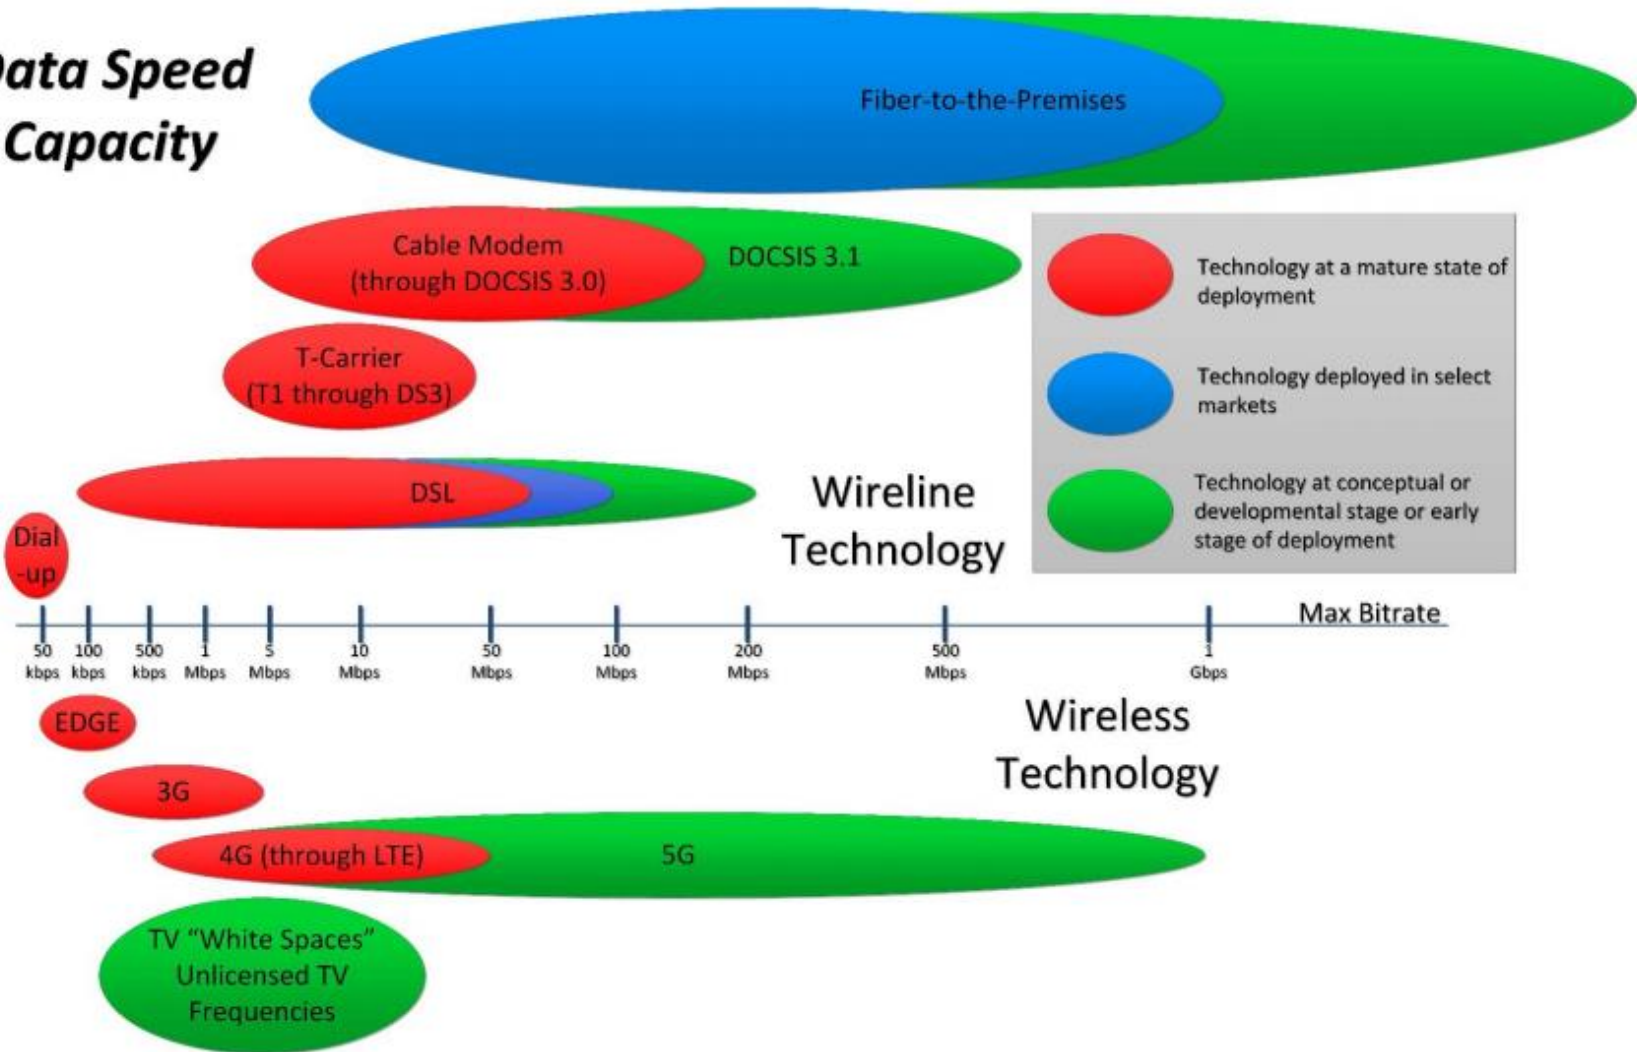 ata Speed
Capacity
Fiber-to-the-Premises
Cable Modem
(through DOCSIS 3.0)
DOCSIS 3.1
Technology at a mature state of
deployment
T-Carrier
(T1 through DS3)
Technology deployed in select
markets
DSL
Wireline
Technology
Technology at conceptual or
developmental stage or early
stage of deployment
Dial
-up
Max Bitrate
50 100 500 1 5 10 50 100 200 500 1
kbps kbps kbps Mbps Mbps Mbps Mbps Mbps Mbps Mbps Gbps
EDGE
Wireless
Technology
3G
4G (through LTE)
5G
TV “White Spaces”
Unlicensed TV
Frequencies